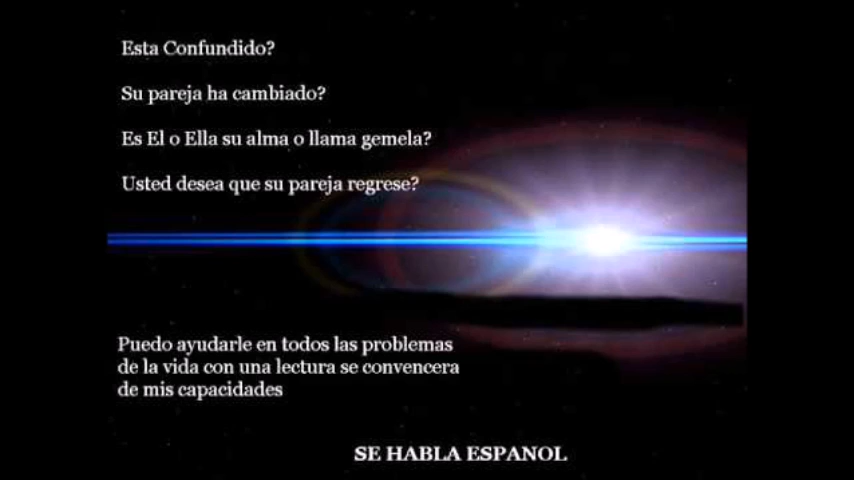 Esta Confundido?
Su pareja ha cambiado?
Es El o Ella su alma o llama gemela?
Usted desea que su pareja regrese?
Puedo ayudarle en todos las problemas
de la vida con una lectura se convencera
de mis capacidades
SE HABLA ESPANOL